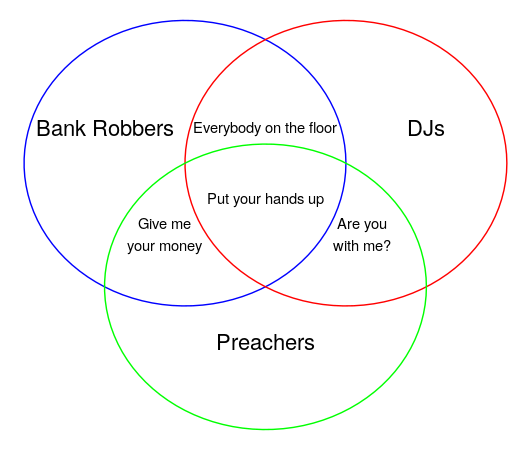 Bank Robbers
Everybody on the floor
DJs
Put your hands up
Give me
your money
Are you
with me?
Preachers